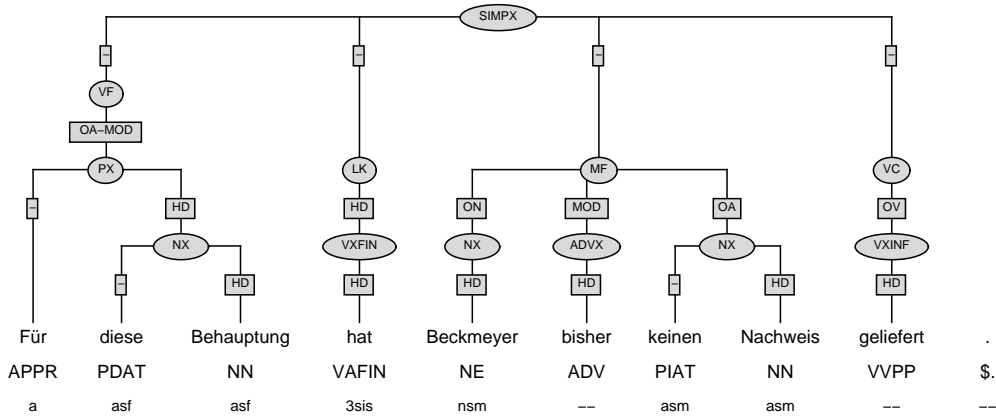 SIMPX
– – – –
VF
OA–MOD
PX LK MF VC
– HD HD ON MOD OA OV
NX VXFIN NX ADVX NX VXINF
– HD HD HD HD – HD HD
Für diese Behauptung hat Beckmeyer bisher keinen Nachweis geliefert .
APPR PDAT NN VAFIN NE ADV PIAT NN VVPP $.
a asf asf 3sis nsm –– asm asm –– ––